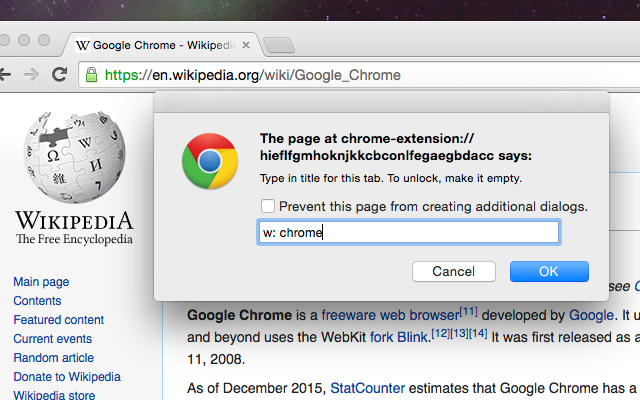 W Google Chrome - Wikipedia
https://en.wikipedia.org/wiki/Google_Chrome
The page at chrome-extension://
hieflfgmhoknjkkcbconlfegaegbdacc says:
Type in title for this tab. To unlock, make it empty.
Prevent this page from creating additional dialogs.
w: chrome
Cancel
OK
Ω
W
И
維
WIKIPEDIA
The Free Encyclopedia
Main page
Contents
Featured content
Current events
Random article
Donate to Wikipedia
Wikipedia store
see
Google Chrome is a freeware web browser[11] developed by Google. It
and beyond uses the WebKit fork Blink.[12][13][14] It was first released as a
11, 2008.
As of December 2015, StatCounter estimates that Google Chrome has a